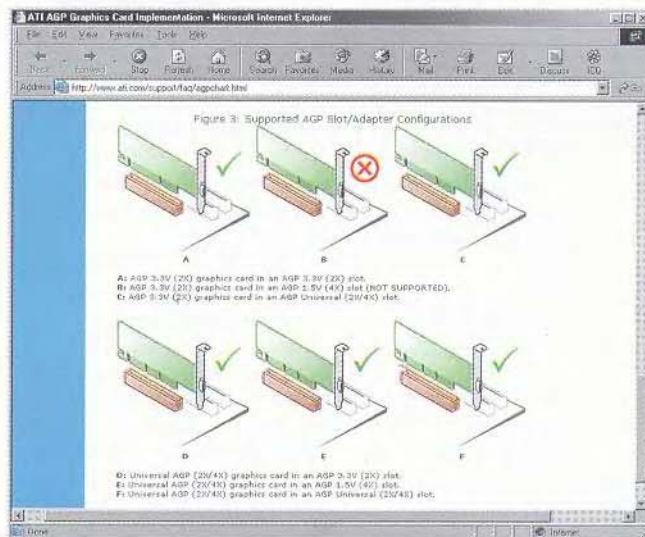 ATI AGP Graphics Card Implementation - Microsoft Internet Explorer
File Edit View Favorites Tools Help
Back Forward Stop Refresh Home Search Favorites Media History Mail Print Edit Discuss ICQ
Address http://www.ati.com/support/faq/agpchart.html Go
Figure 3: Supported AGP Slot/Adapter Configurations
A B C
A: AGP 3.3V (2X) graphics card in an AGP 3.3V (2X) slot.
B: AGP 3.3V (2X) graphics card in an AGP 1.5V (4X) slot (NOT SUPPORTED).
C: AGP 3.3V (2X) graphics card in an AGP Universal (2X/4X) slot.
D E F
D: Universal AGP (2X/4X) graphics card in an AGP 3.3V (2X) slot.
E: Universal AGP (2X/4X) graphics card in an AGP 1.5V (4X) slot.
F: Universal AGP (2X/4X) graphics card in an AGP Universal (2X/4X) slot.
Done Internet